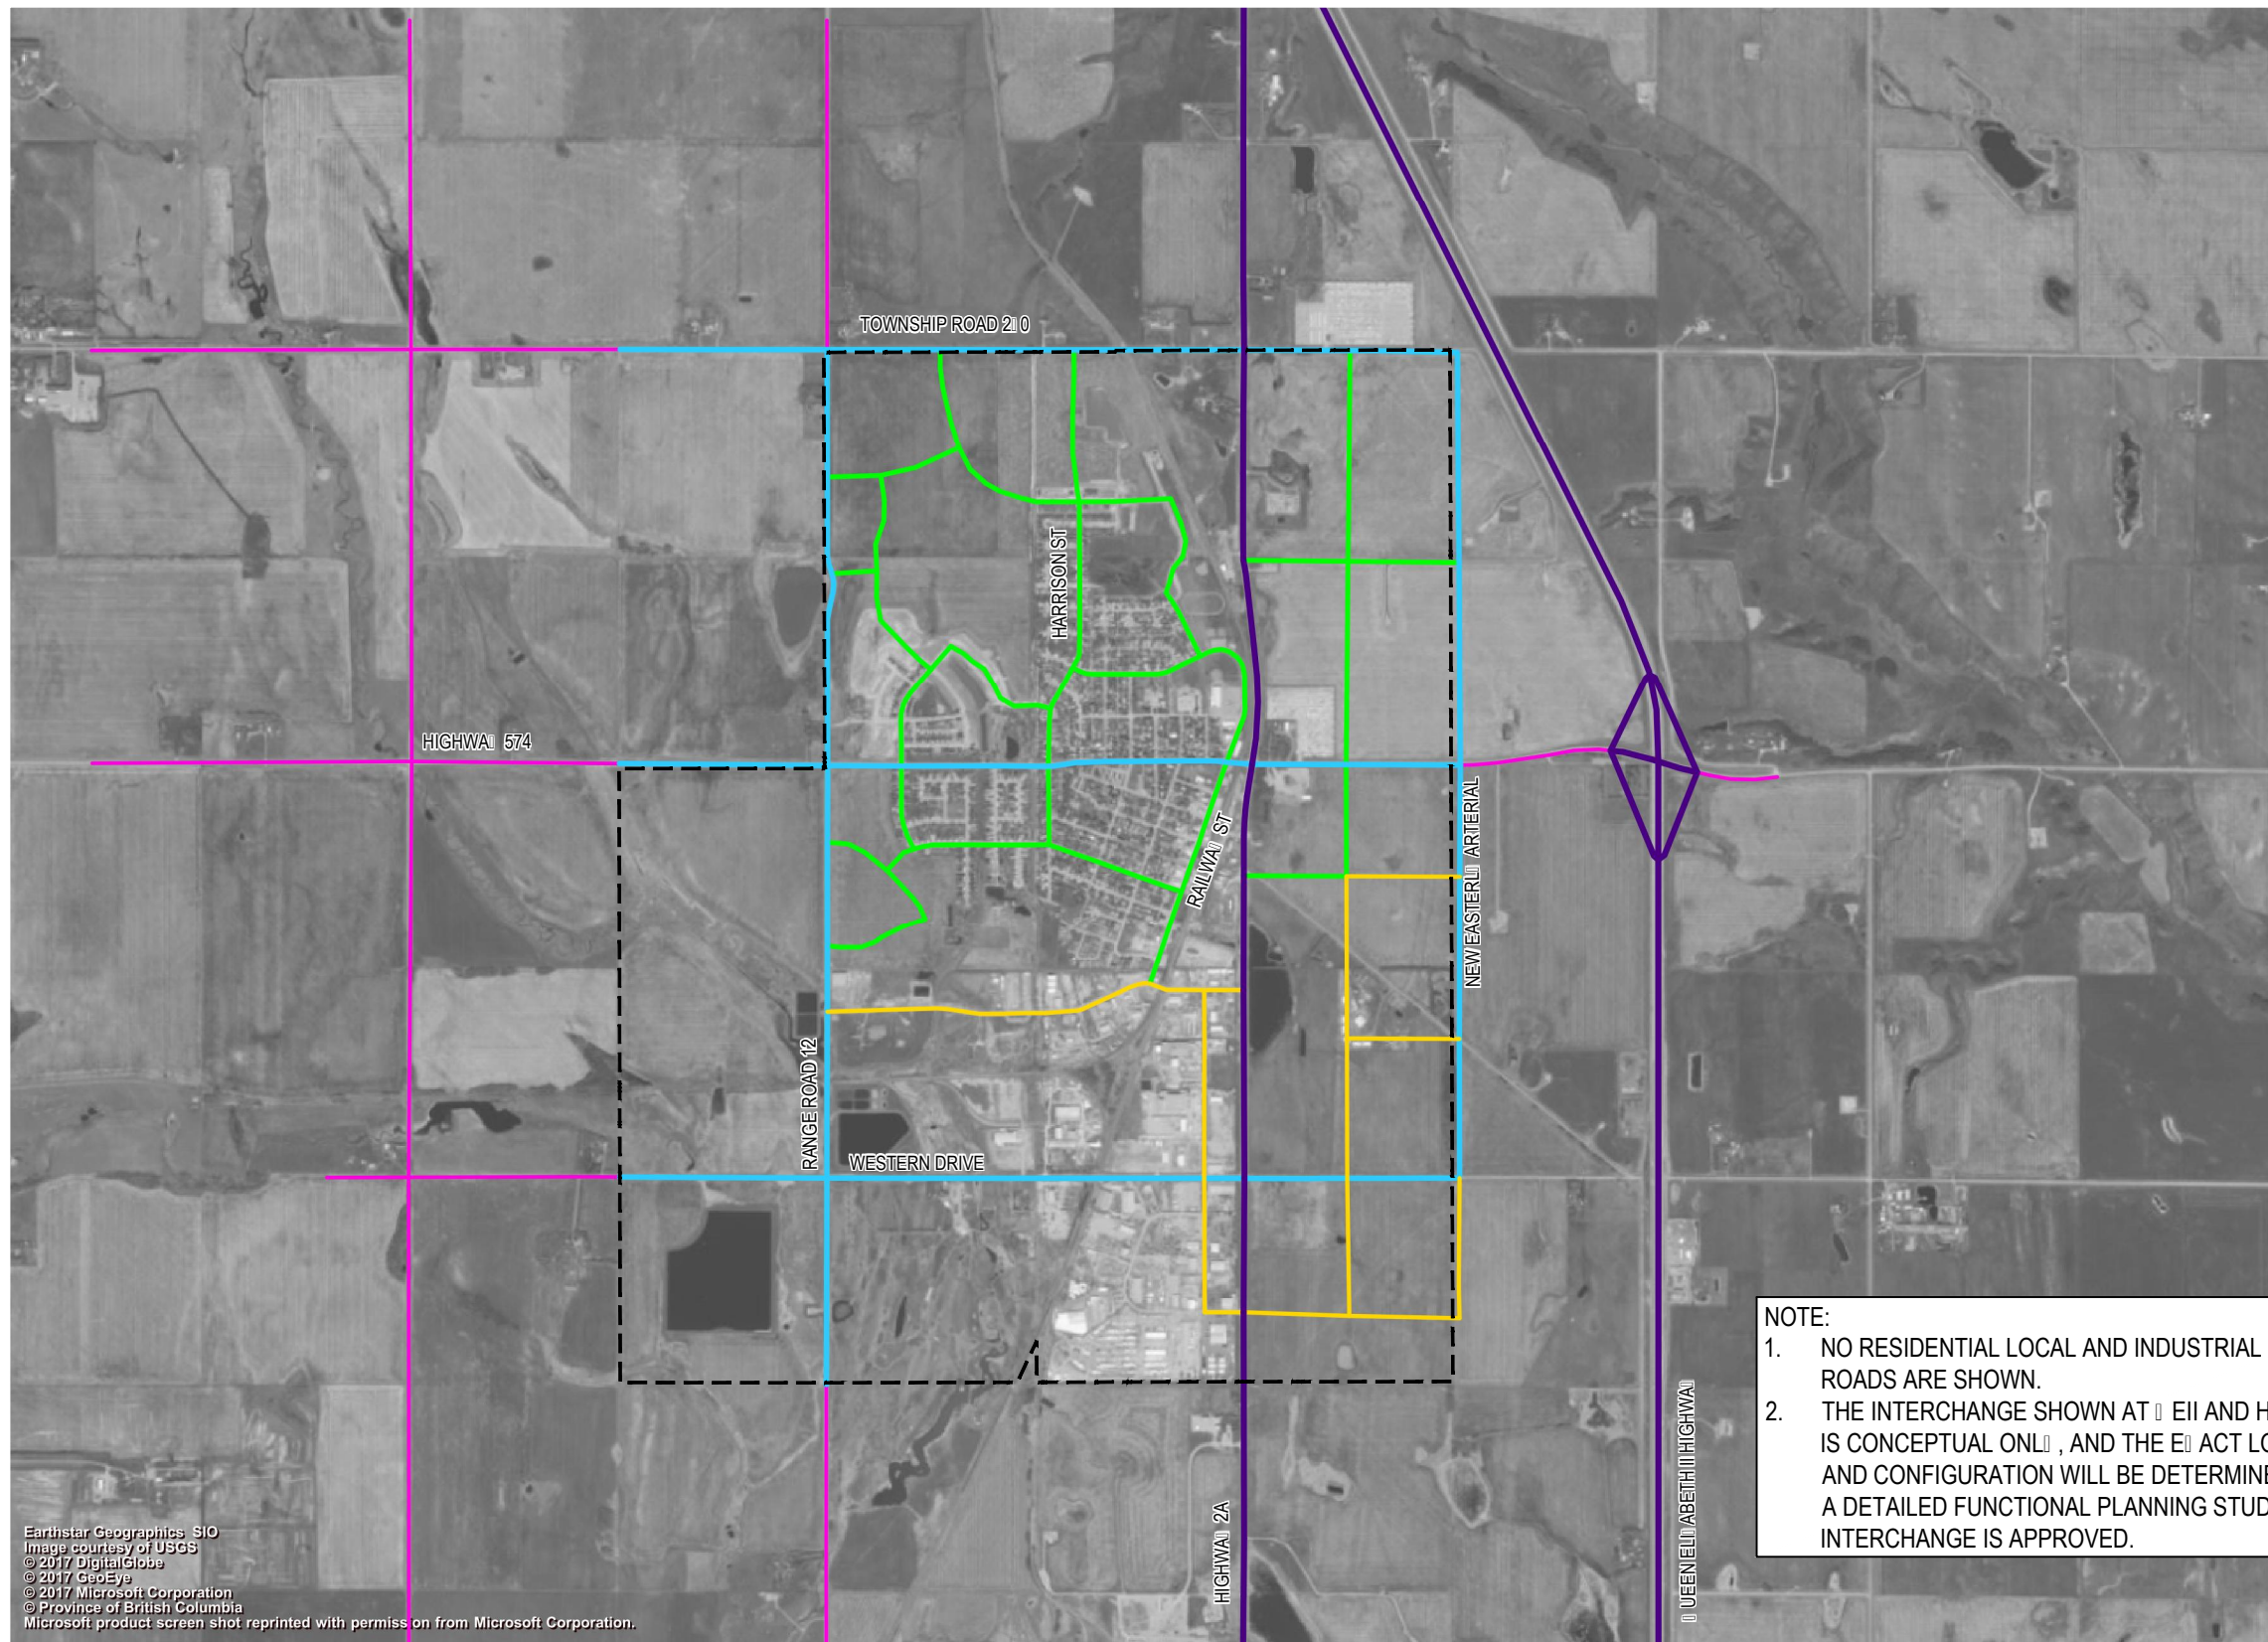 TOWNSHIP ROAD 2▯0
HARRISON ST
HIGHWA▯ 574
RAILWA▯ ST
NEW EASTERL▯ ARTERIAL
RANGE ROAD 12
WESTERN DRIVE
HIGHWA▯ 2A
▯UEEN ELI▯ABETH II HIGHWA▯
NOTE:
1. NO RESIDENTIAL LOCAL AND INDUSTRIAL
ROADS ARE SHOWN.
2. THE INTERCHANGE SHOWN AT ▯EII AND H
IS CONCEPTUAL ONL▯, AND THE E▯ACT LO
AND CONFIGURATION WILL BE DETERMINE
A DETAILED FUNCTIONAL PLANNING STUD
INTERCHANGE IS APPROVED.
Earthstar Geographics SIO
Image courtesy of USGS
© 2017 DigitalGlobe
© 2017 GeoEye
© 2017 Microsoft Corporation
© Province of British Columbia
Microsoft product screen shot reprinted with permission from Microsoft Corporation.